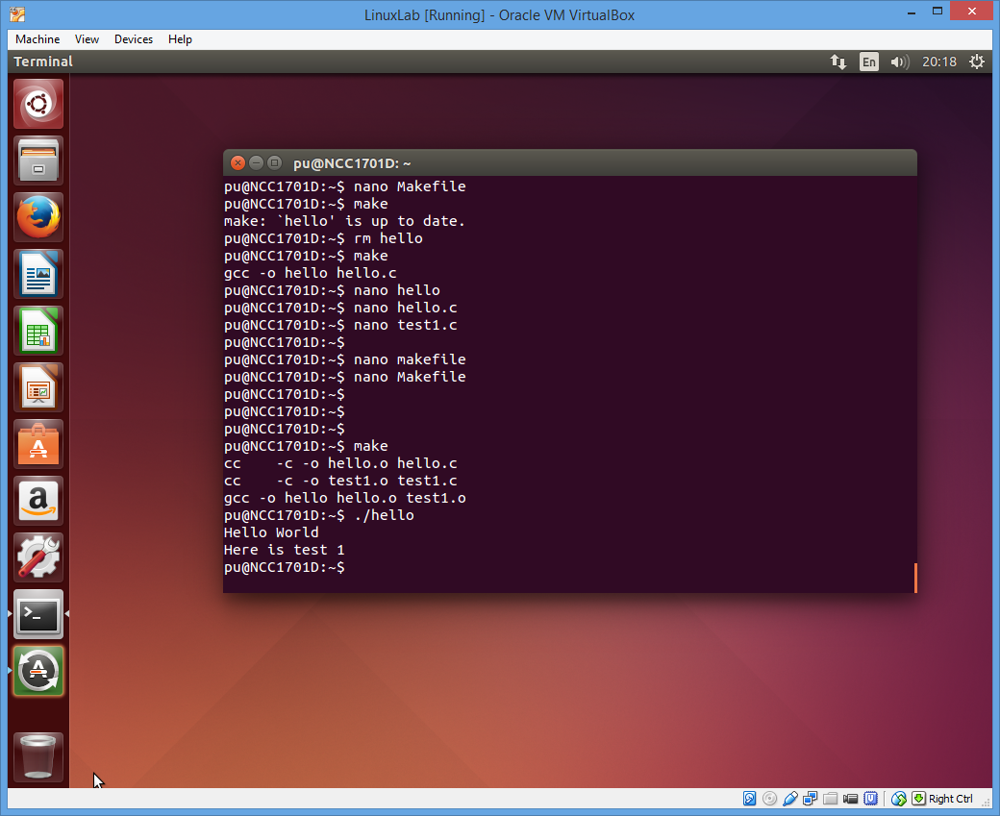 LinuxLab [Running] - Oracle VM VirtualBox
Machine View Devices Help
Terminal En 20:18
pu@NCC1701D: ~
pu@NCC1701D:~$ nano Makefile
pu@NCC1701D:~$ make
make: `hello' is up to date.
pu@NCC1701D:~$ rm hello
pu@NCC1701D:~$ make
gcc -o hello hello.c
pu@NCC1701D:~$ nano hello
pu@NCC1701D:~$ nano hello.c
pu@NCC1701D:~$ nano test1.c
pu@NCC1701D:~$
pu@NCC1701D:~$ nano makefile
pu@NCC1701D:~$ nano Makefile
pu@NCC1701D:~$
pu@NCC1701D:~$
pu@NCC1701D:~$
pu@NCC1701D:~$ make
cc    -c -o hello.o hello.c
cc    -c -o test1.o test1.c
gcc -o hello hello.o test1.o
pu@NCC1701D:~$ ./hello
Hello World
Here is test 1
pu@NCC1701D:~$
Right Ctrl